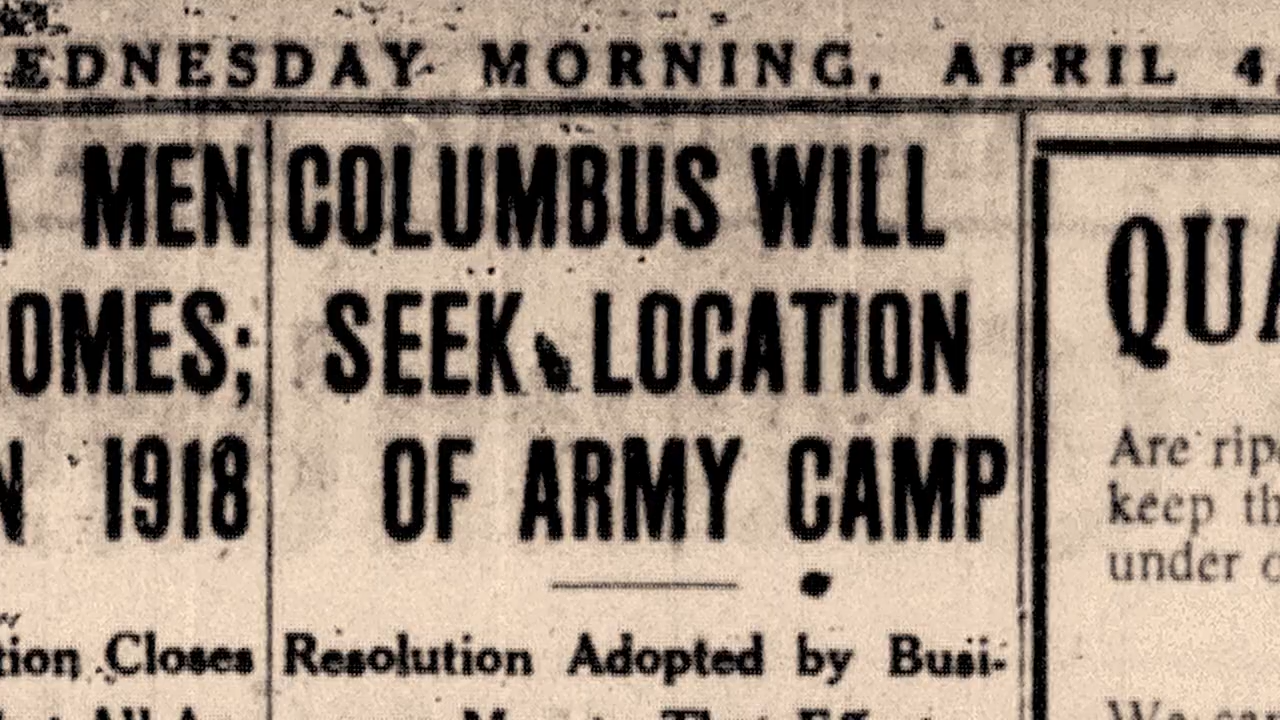 EDNESDAY MORNING, APRIL 4
MEN
OMES;
1918
tion Closes
COLUMBUS WILL
SEEK LOCATION
OF ARMY CAMP
Resolution Adopted by Busi-
QUA
Are rip
keep th
under o